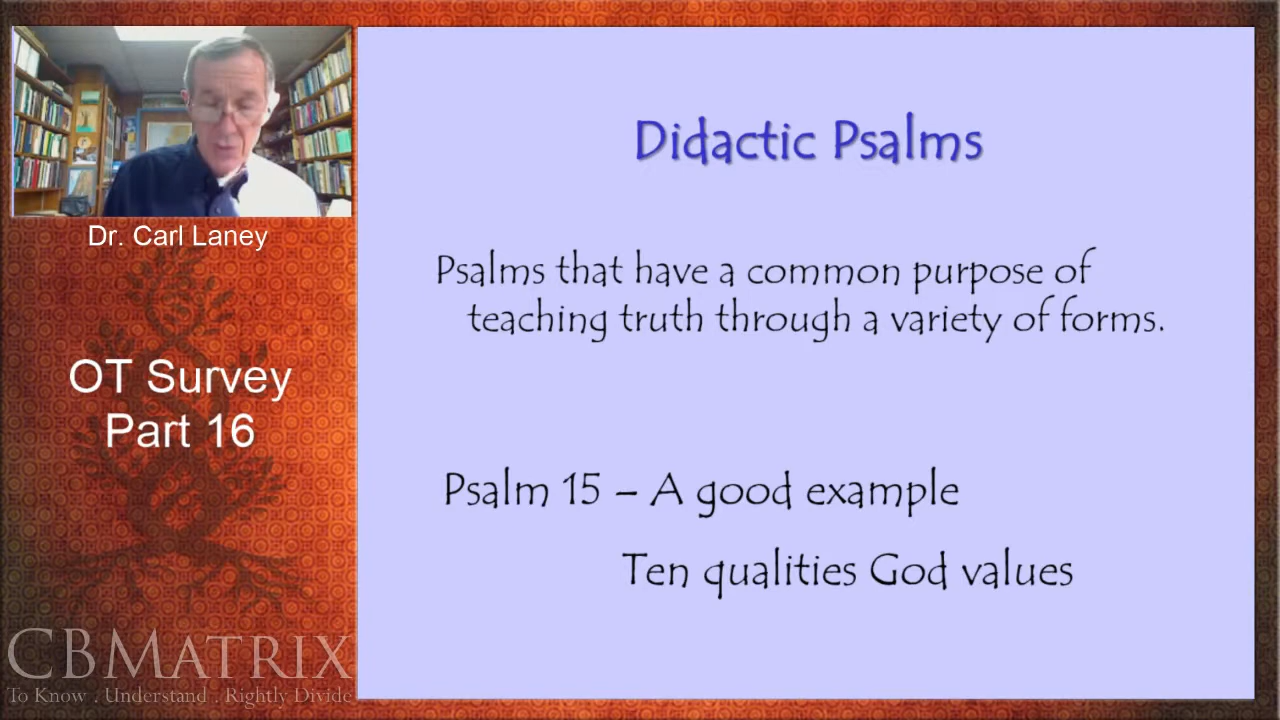 Dr. Carl Laney
OT Survey
Part 16
CBMATRIX
To Know . Understand . Rightly Divide
Didactic Psalms
Psalms that have a common purpose of
teaching truth through a variety of forms.
Psalm 15 – A good example
Ten qualities God values